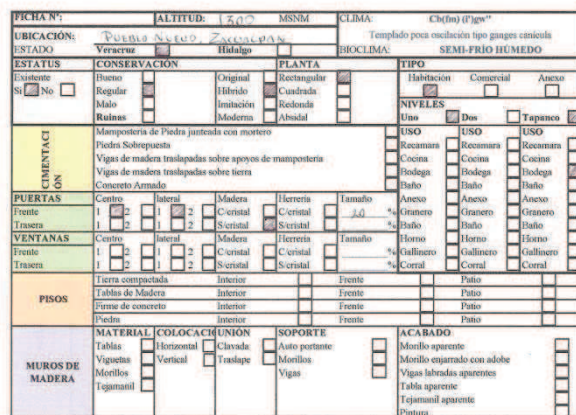 FICHA Nº: ALTITUD: 1300 MSNM CLIMA: Cb(fm) (i')gw"
UBICACIÓN: PUEBLO NUEVO, ZACUALPAN Templado poca oscilación tipo ganges canícula
ESTADO Veracruz Hidalgo BIOCLIMA: SEMI-FRÍO HÚMEDO
ESTATUS CONSERVACIÓN PLANTA TIPO
Existente Bueno Original Rectangular Habitación Comercial Anexo
Si No Regular Híbrido Cuadrada
Malo Imitación Redonda NIVELES
Ruinas Moderna Absidal Uno Dos Tapanco
CIMENTACIÓN Mampostería de Piedra junteada con mortero USO USO USO
Piedra Sobrepuesta Recamara Recamara Recamara
Vigas de madera traslapadas sobre apoyos de mampostería Cocina Cocina Cocina
Vigas de madera traslapadas sobre tierra Bodega Bodega Bodega
Concreto Armado Baño Baño Baño
PUERTAS Centro lateral Madera Herrería Tamaño Anexo Anexo Anexo
Frente 1 2 1 2 C/cristal C/cristal 20 % Granero Granero Granero
Trasera 1 2 1 2 S/cristal S/cristal % Baño Baño Baño
VENTANAS Centro lateral Madera Herrería Tamaño Horno Horno Horno
Frente 1 2 1 2 C/cristal C/cristal % Gallinero Gallinero Gallinero
Trasera 1 2 1 2 S/cristal S/cristal % Corral Corral Corral
PISOS Tierra compactada Interior Frente Patio
Tablas de Madera Interior Frente Patio
Firme de concreto Interior Frente Patio
Piedra Interior Frente Patio
MUROS DE MADERA MATERIAL COLOCACIÓN UNIÓN SOPORTE ACABADO
Tablas Horizontal Clavada Auto portante Morillo aparente
Viguetas Vertical Traslape Morillos Morillo enjarrado con adobe
Morillos Vigas Vigas labradas aparentes
Tejamanil Tabla aparente
Tejamanil aparente
Pintura